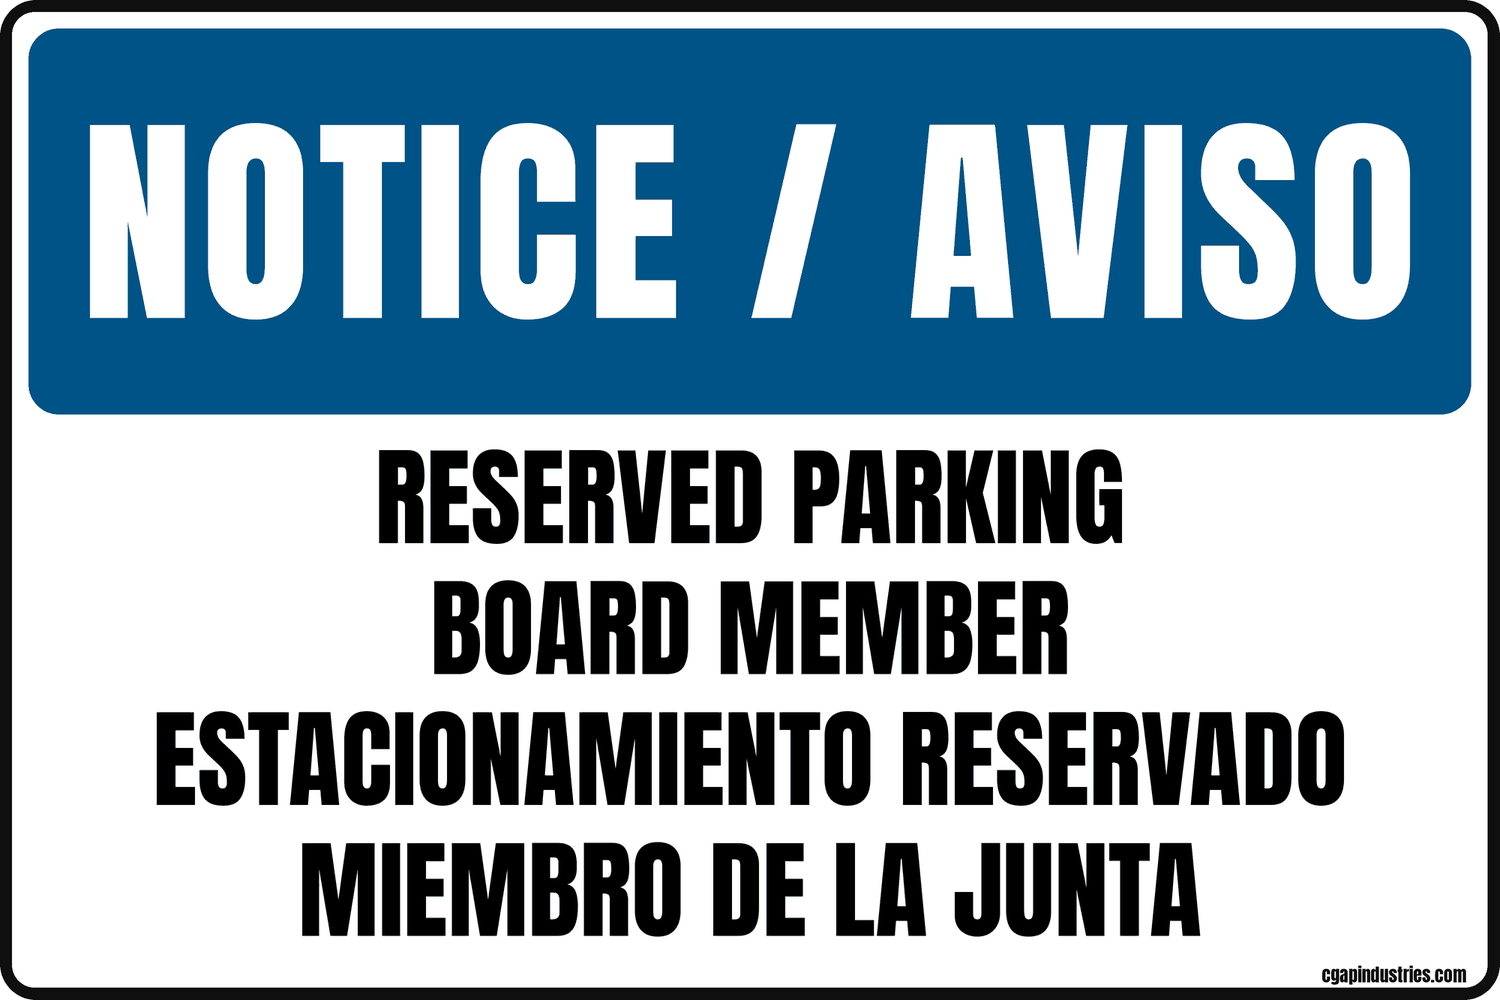 NOTICE / AVISO
RESERVED PARKING
BOARD MEMBER
ESTACIONAMIENTO RESERVADO
MIEMBRO DE LA JUNTA
cgapindustries.com